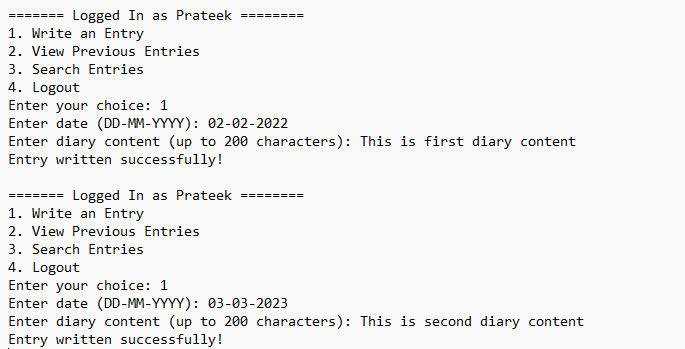 ======= Logged In as Prateek ========
1. Write an Entry
2. View Previous Entries
3. Search Entries
4. Logout
Enter your choice: 1
Enter date (DD-MM-YYYY): 02-02-2022
Enter diary content (up to 200 characters): This is first diary content
Entry written successfully!

======= Logged In as Prateek ========
1. Write an Entry
2. View Previous Entries
3. Search Entries
4. Logout
Enter your choice: 1
Enter date (DD-MM-YYYY): 03-03-2023
Enter diary content (up to 200 characters): This is second diary content
Entry written successfully!